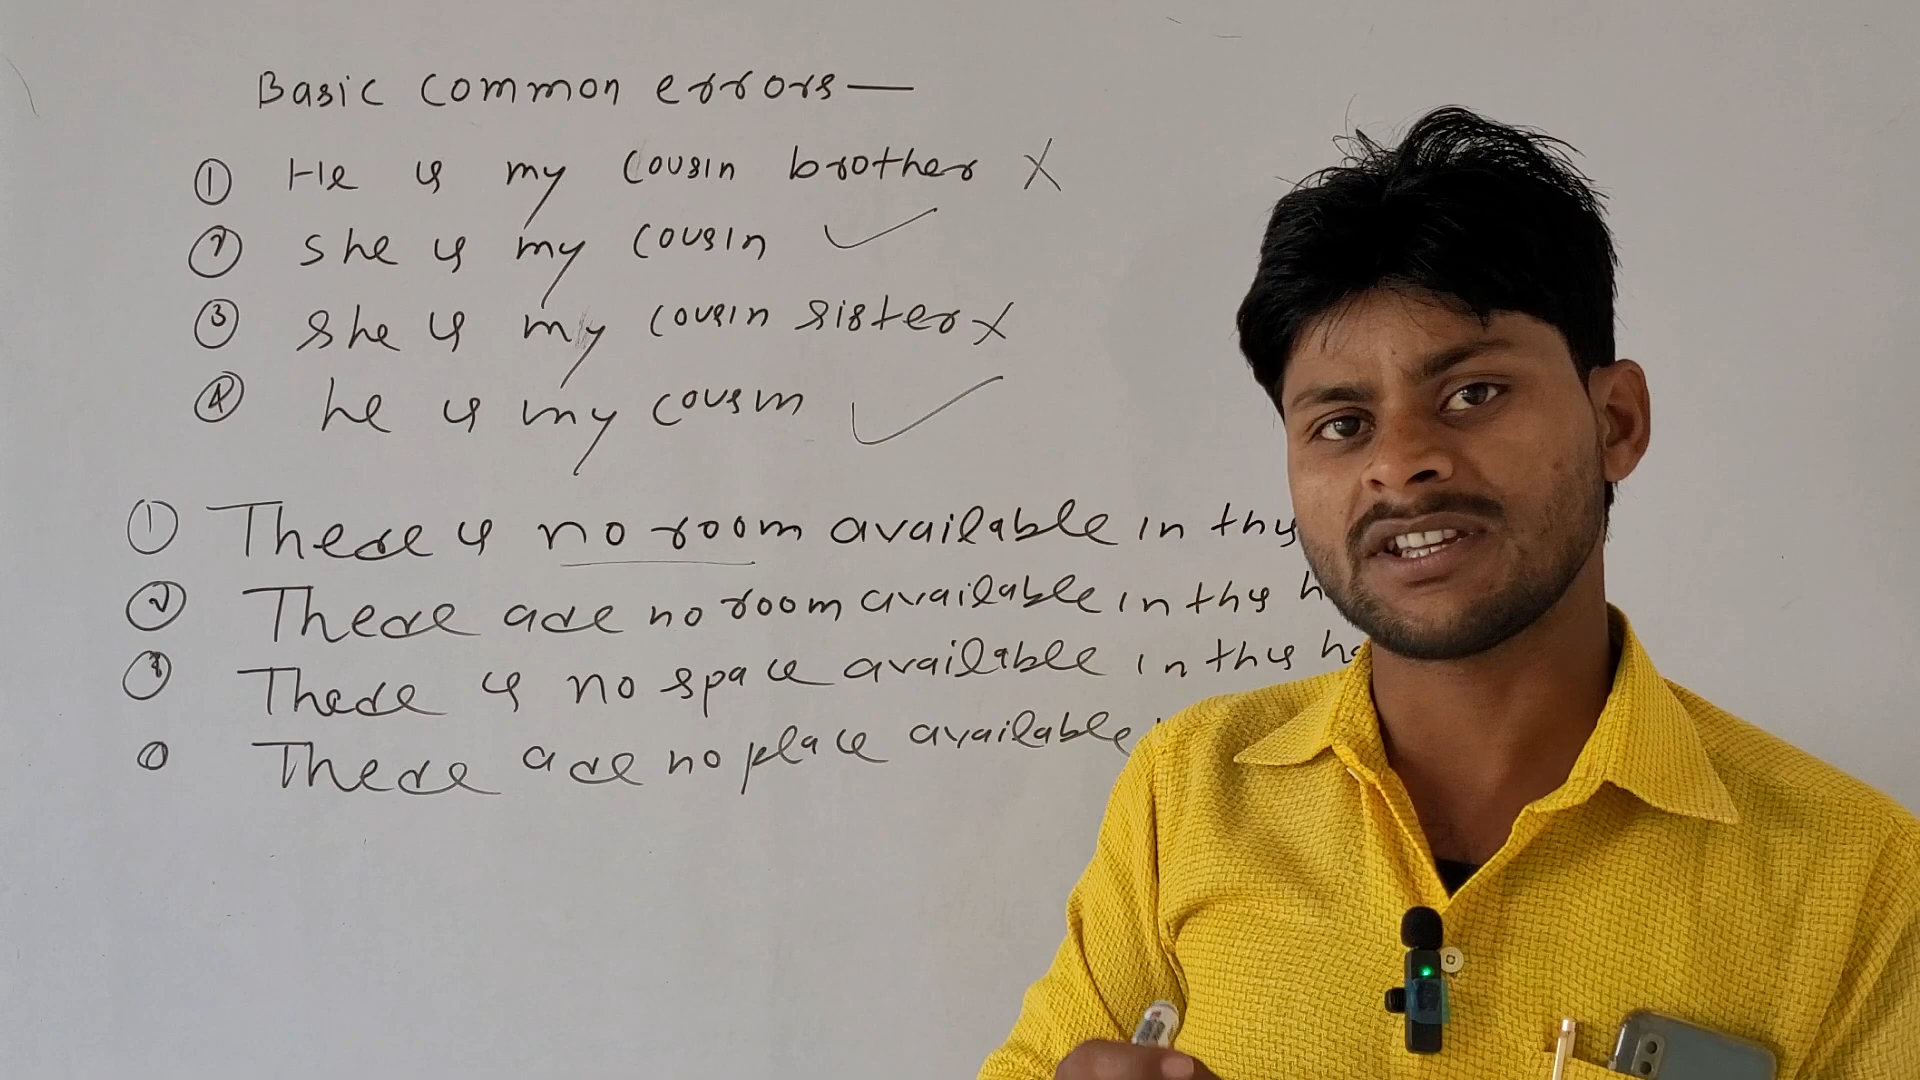 Basic common errors —
① He is my cousin brother X
② she is my cousin ✓
③ she is my cousin sister X
④ he is my cousin ✓
① There is no room available in this
② There are no room available in this
③ There is no space available in this
There are no place available